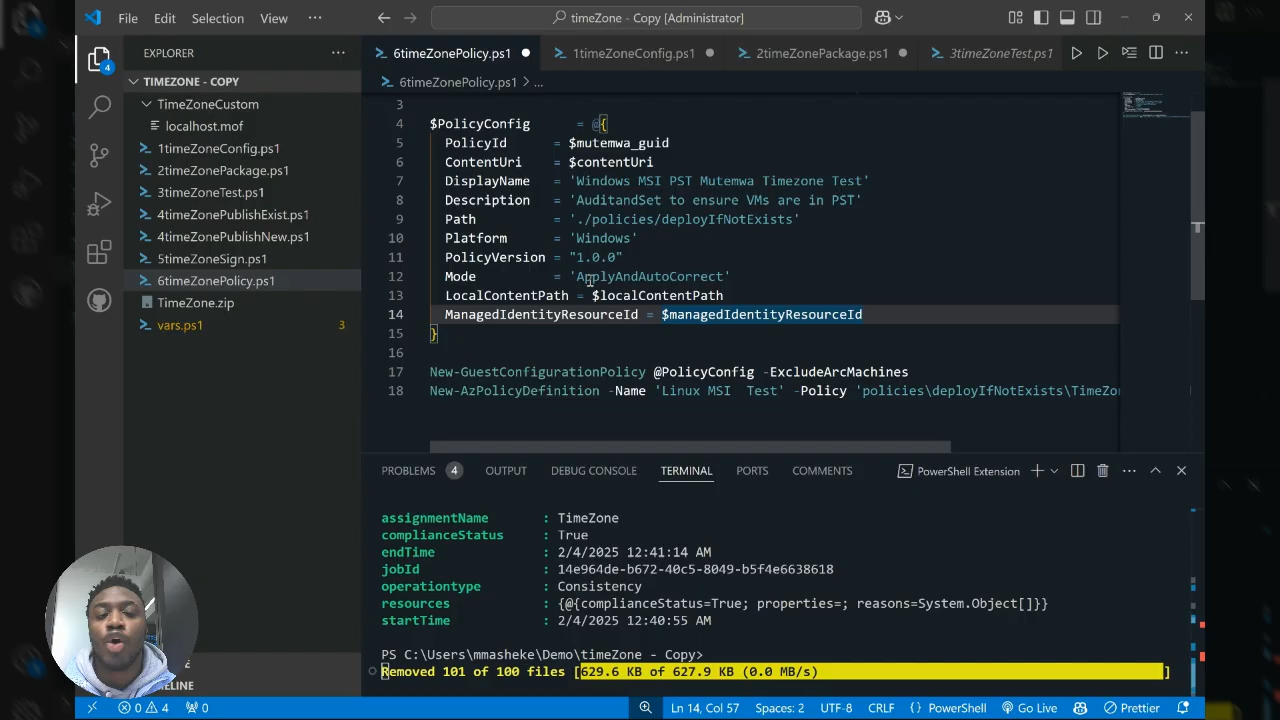 File Edit Selection View ··· timeZone - Copy [Administrator]
EXPLORER ···
TIMEZONE - COPY
TimeZoneCustom
localhost.mof
1timeZoneConfig.ps1
2timeZonePackage.ps1
3timeZoneTest.ps1
4timeZonePublishExist.ps1
4timeZonePublishNew.ps1
5timeZoneSign.ps1
6timeZonePolicy.ps1
TimeZone.zip
vars.ps1 3
4
TIMELINE
6timeZonePolicy.ps1 1timeZoneConfig.ps1 2timeZonePackage.ps1 3timeZoneTest.ps1
6timeZonePolicy.ps1 > ...
3
4 $PolicyConfig = @{
5 PolicyId = $mutemwa_guid
6 ContentUri = $contentUri
7 DisplayName = 'Windows MSI PST Mutemwa Timezone Test'
8 Description = 'AuditandSet to ensure VMs are in PST'
9 Path = './policies/deployIfNotExists'
10 Platform = 'Windows'
11 PolicyVersion = "1.0.0"
12 Mode = 'ApplyAndAutoCorrect'
13 LocalContentPath = $localContentPath
14 ManagedIdentityResourceId = $managedIdentityResourceId
15 }
16
17 New-GuestConfigurationPolicy @PolicyConfig -ExcludeArcMachines
18 New-AzPolicyDefinition -Name 'Linux MSI  Test' -Policy 'policies\deployIfNotExists\TimeZo
PROBLEMS 4 OUTPUT DEBUG CONSOLE TERMINAL PORTS COMMENTS PowerShell Extension
assignmentName : TimeZone
complianceStatus : True
endTime : 2/4/2025 12:41:14 AM
jobId : 14e964de-b672-40c5-8049-b5f4e6638618
operationtype : Consistency
resources : {@{complianceStatus=True; properties=; reasons=System.Object[]}}
startTime : 2/4/2025 12:40:55 AM
PS C:\Users\mmasheke\Demo\timeZone - Copy>
Removed 101 of 100 files [629.6 KB of 627.9 KB (0.0 MB/s) ]
0 4 0 Ln 14, Col 57 Spaces: 2 UTF-8 CRLF {} PowerShell Go Live Prettier